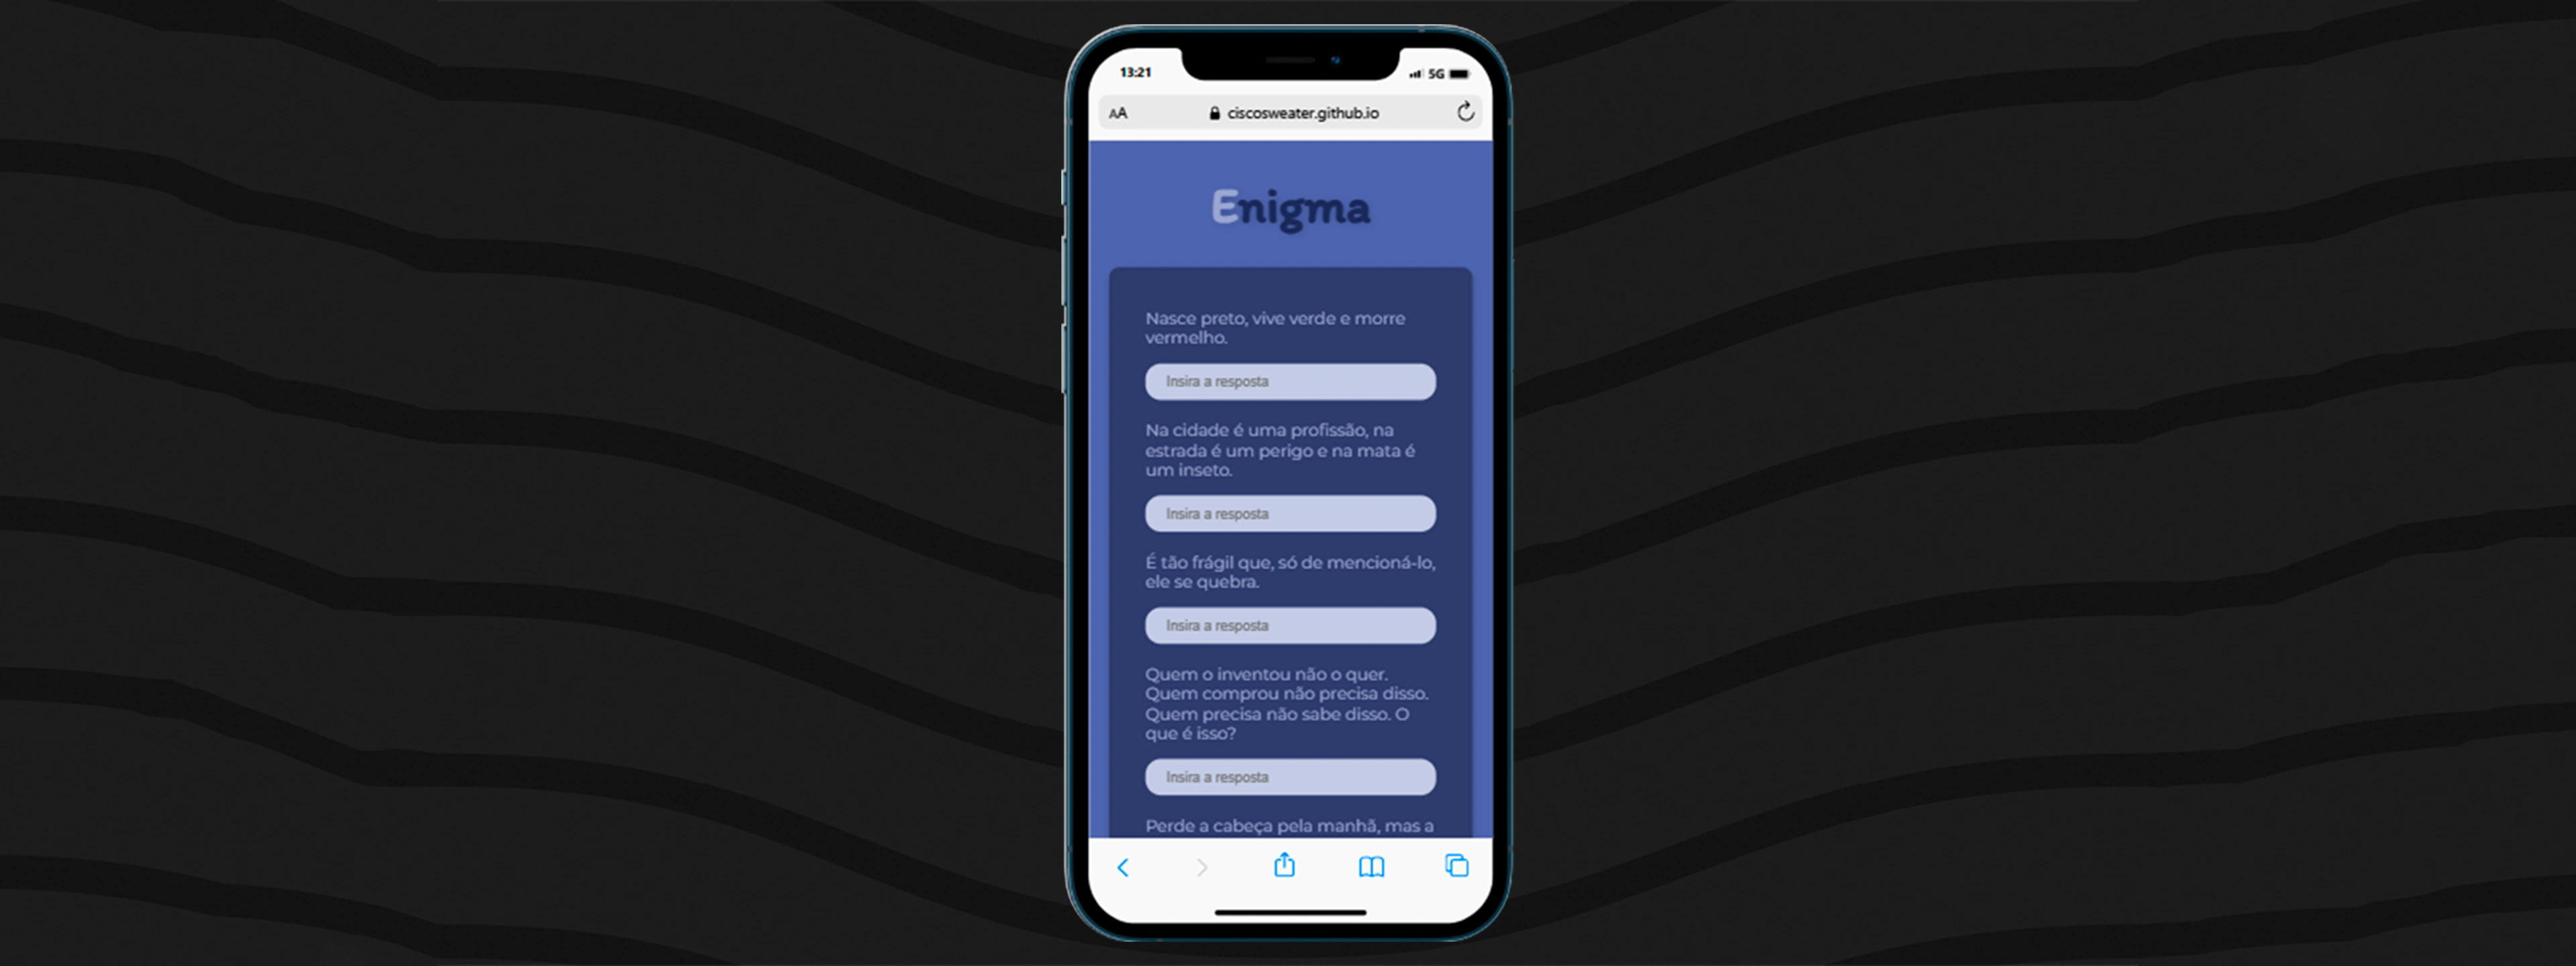 13:21 5G
AA ciscosweater.github.io
Enigma
Nasce preto, vive verde e morre
vermelho.
Insira a resposta
Na cidade é uma profissão, na
estrada é um perigo e na mata é
um inseto.
Insira a resposta
É tão frágil que, só de mencioná-lo,
ele se quebra.
Insira a resposta
Quem o inventou não o quer.
Quem comprou não precisa disso.
Quem precisa não sabe disso. O
que é isso?
Insira a resposta
Perde a cabeça pela manhã, mas a